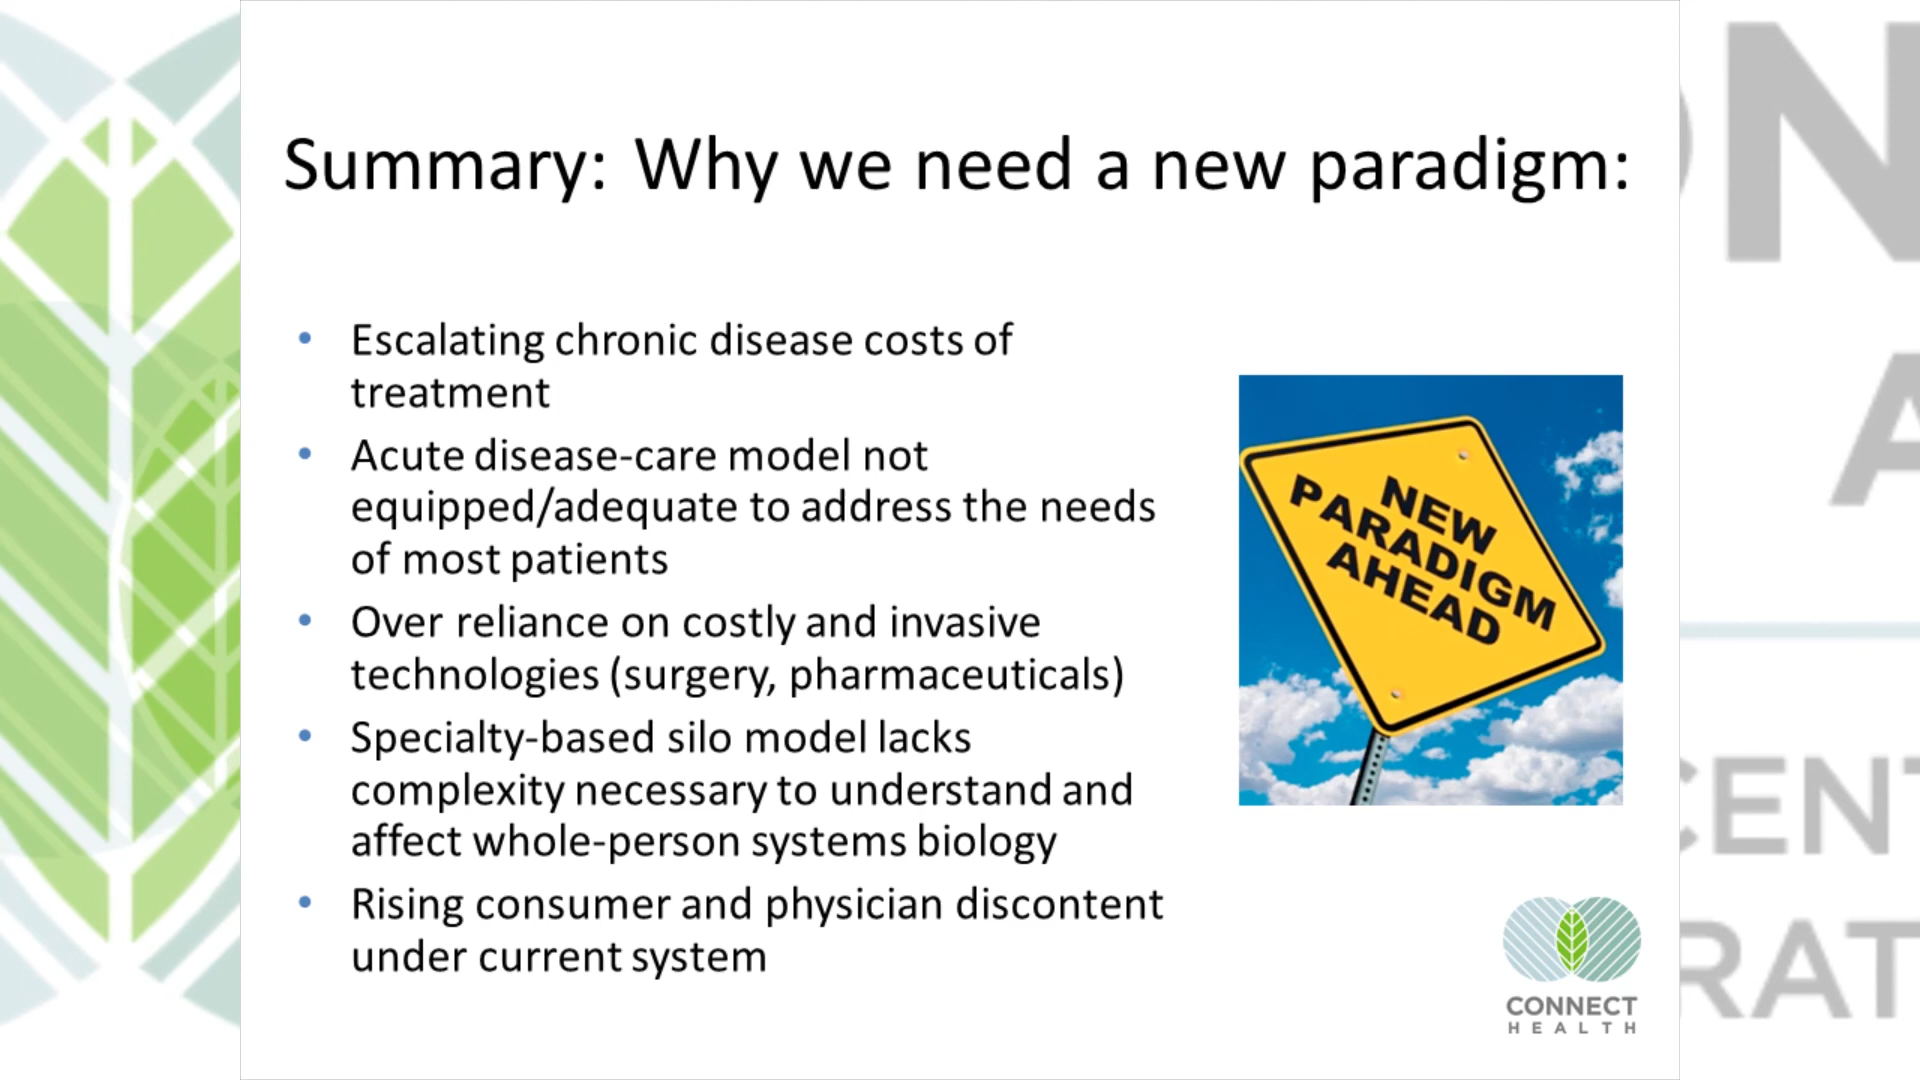 Summary: Why we need a new paradigm:
• Escalating chronic disease costs of
treatment
• Acute disease-care model not
equipped/adequate to address the needs
of most patients
• Over reliance on costly and invasive
technologies (surgery, pharmaceuticals)
• Specialty-based silo model lacks
complexity necessary to understand and
affect whole-person systems biology
• Rising consumer and physician discontent
under current system
NEW
PARADIGM
AHEAD
CONNECT
HEALTH